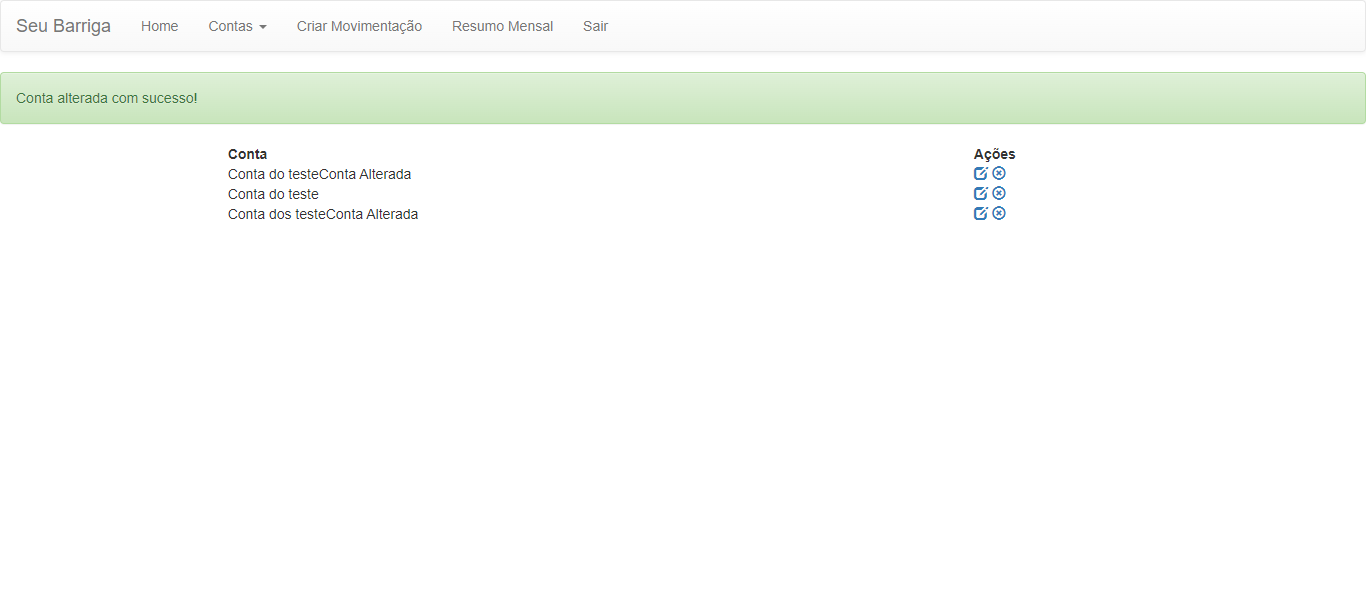 Seu Barriga Home Contas Criar Movimentação Resumo Mensal Sair
Conta alterada com sucesso!
Conta Ações
Conta do testeConta Alterada
Conta do teste
Conta dos testeConta Alterada